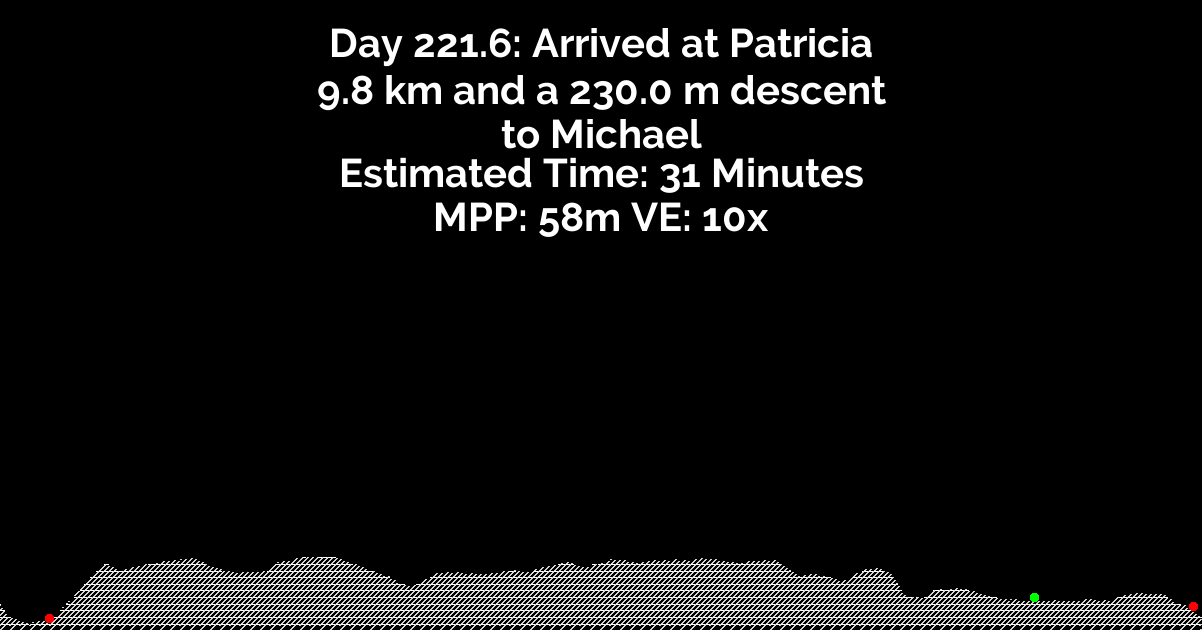 Day 221.6: Arrived at Patricia
9.8 km and a 230.0 m descent
to Michael
Estimated Time: 31 Minutes
MPP: 58m VE: 10x